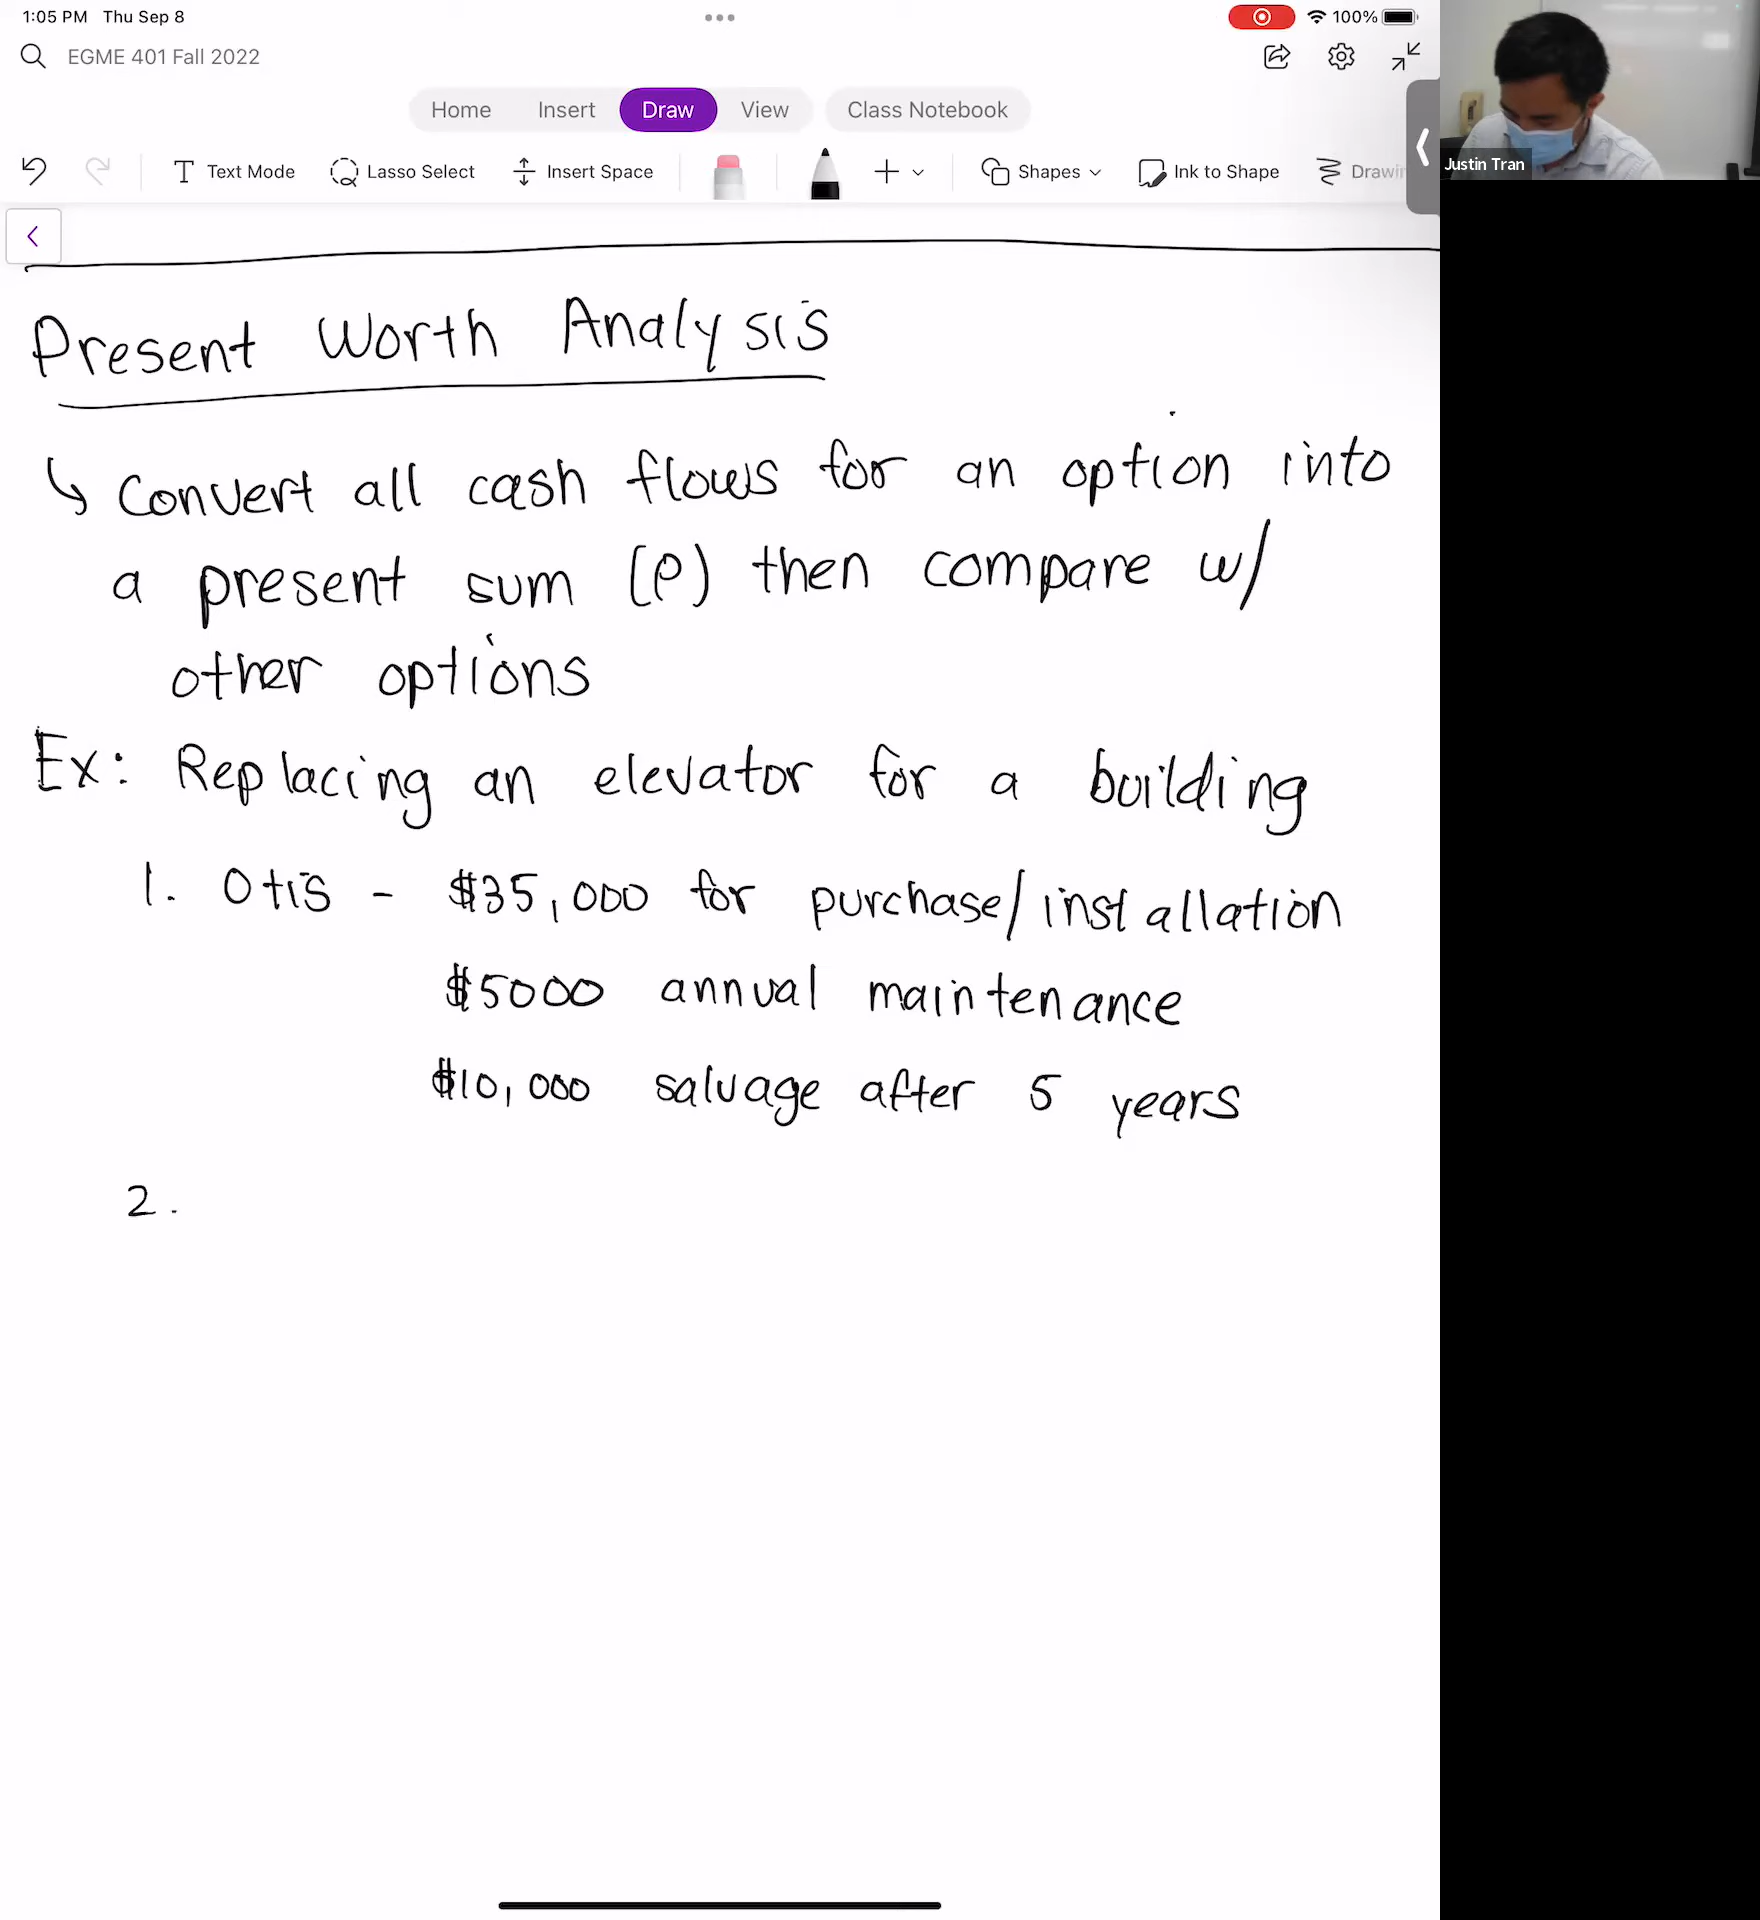 1:05 PM Thu Sep 8
100%
EGME 401 Fall 2022
Home Insert Draw View Class Notebook
Text Mode Lasso Select Insert Space Shapes Ink to Shape Drawi
Justin Tran
Present Worth Analysis
↳ Convert all cash flows for an option into
a present sum (P) then compare w/
other options
Ex: Replacing an elevator for a building
1. Otis - $35,000 for purchase/installation
$5000 annual maintenance
$10,000 salvage after 5 years
2.